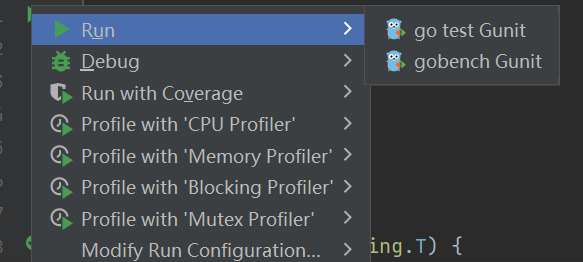 Run
go test Gunit
Debug
gobench Gunit
Run with Coverage
Profile with 'CPU Profiler'
Profile with 'Memory Profiler'
Profile with 'Blocking Profiler'
Profile with 'Mutex Profiler'
ing.T) {
Modify Run Configuration...